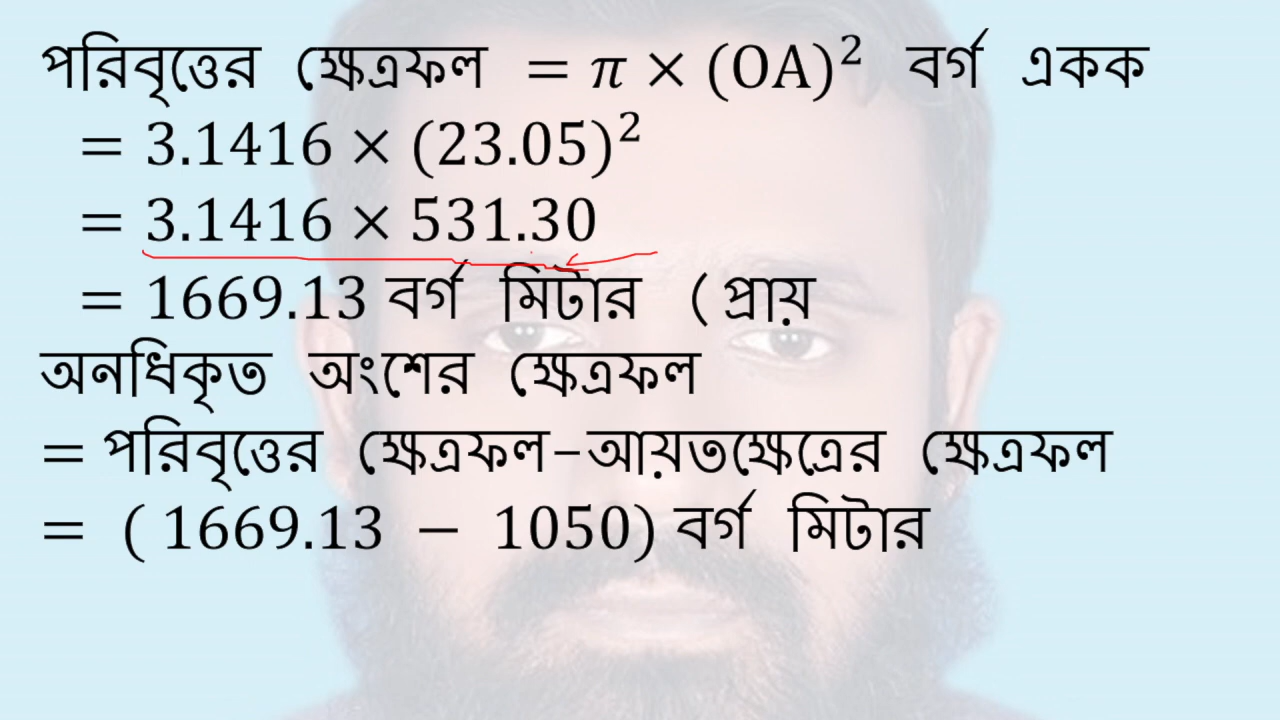 পরিবৃত্তের ক্ষেত্রফল = π × (OA)² বর্গ একক
= 3.1416 × (23.05)²
= 3.1416 × 531.30
= 1669.13 বর্গ মিটার (প্রায়
অনধিকৃত অংশের ক্ষেত্রফল
= পরিবৃত্তের ক্ষেত্রফল−আয়তক্ষেত্রের ক্ষেত্রফল
= ( 1669.13 − 1050) বর্গ মিটার